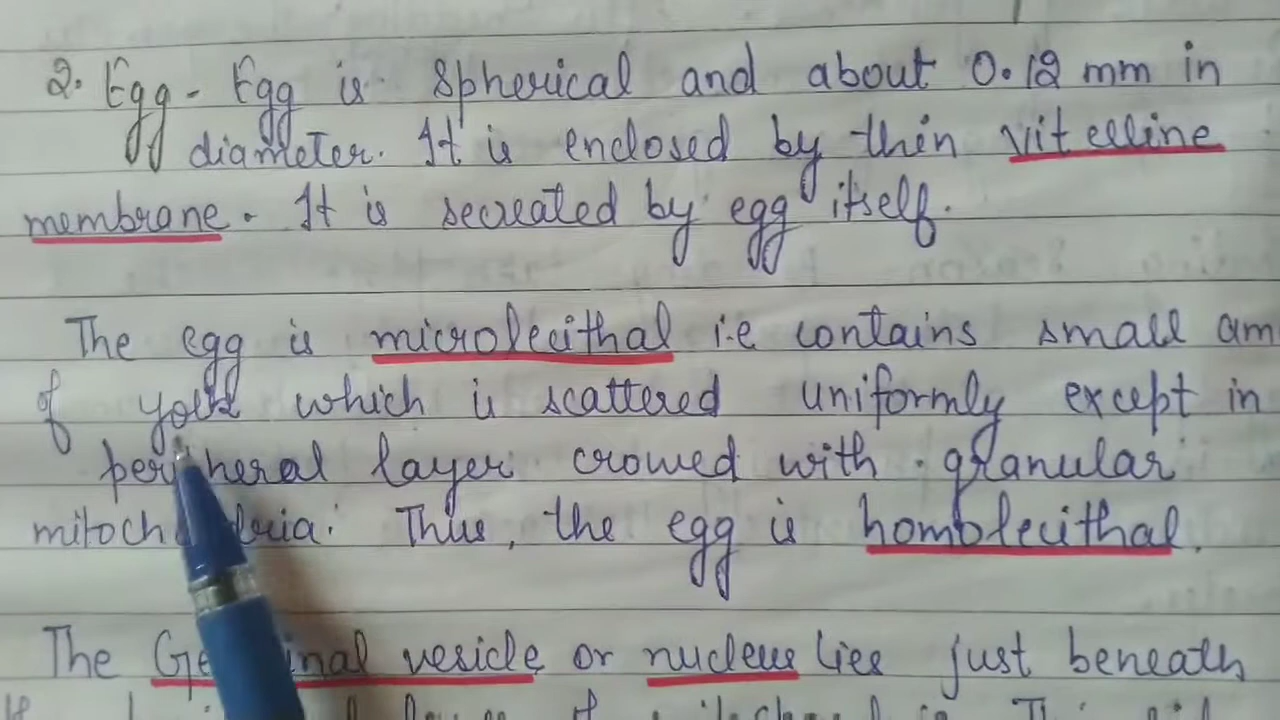 2. Egg - Egg is spherical and about 0.12 mm in
diameter. It is enclosed by thin vitelline
membrane. It is secreated by egg itself.
The egg is microlecithal i.e contains small am
of yolk which is scattered uniformly except in
peripheral layer crowed with granular
mitochondria. Thus, the egg is homolecithal.
The Germinal vesicle or nucleus lies just beneath